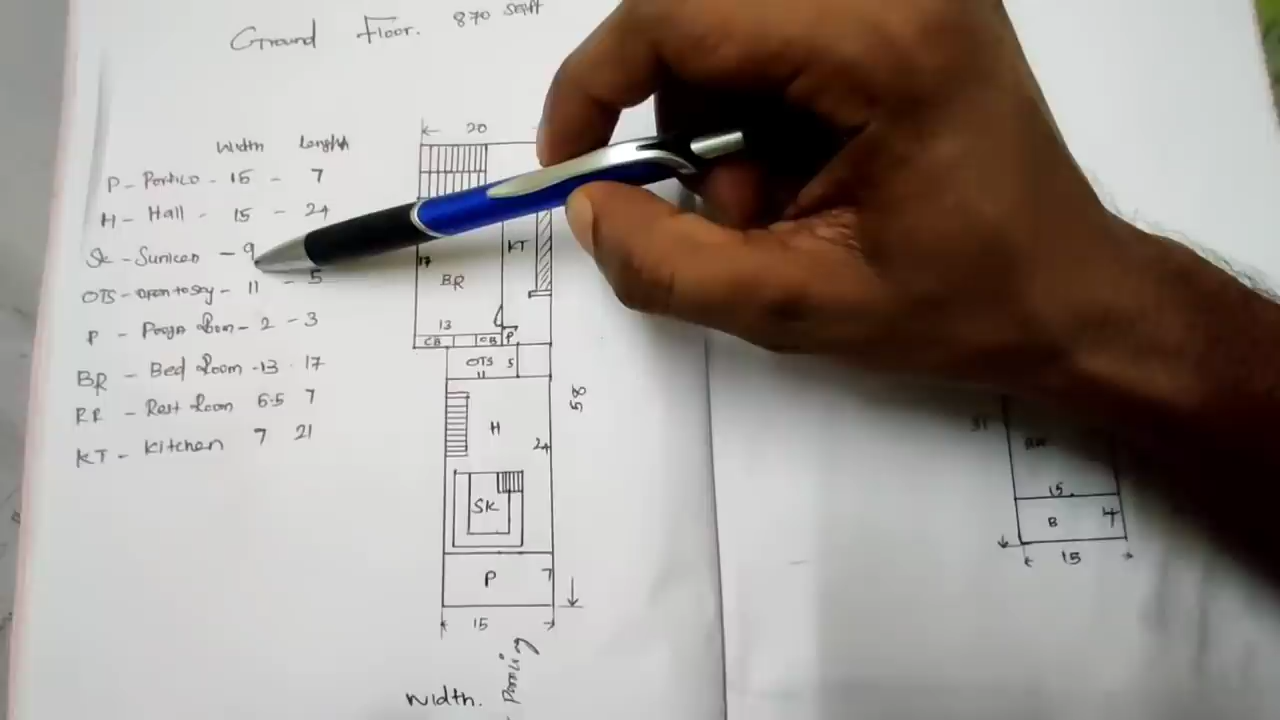 Ground Floor. 870 sqft
Width Length
P - Portico - 15 - 7
H - Hall - 15 - 24
SK - Sunken - 9
OTS - open to sky - 11 - 5
P - Pooja Room - 2 - 3
BR - Bed Room - 13 . 17
RR - Rest Room 6.5 7
KT - Kitchen 7 21
20
KT
17
BR
13
CB CB P
OTS 5
11
58
H
24
SK
P 7
15
Width.
31
15.
B 4
15